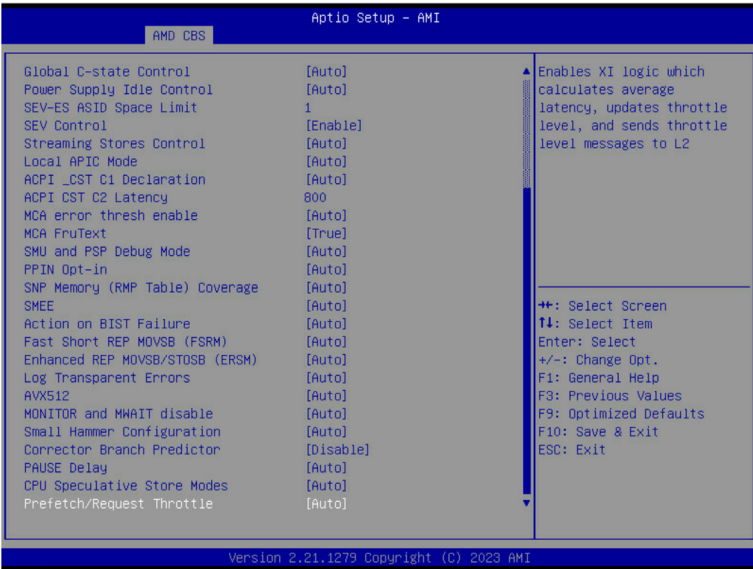 Aptio Setup – AMI
AMD CBS
Global C-state Control [Auto]
Power Supply Idle Control [Auto]
SEV-ES ASID Space Limit 1
SEV Control [Enable]
Streaming Stores Control [Auto]
Local APIC Mode [Auto]
ACPI _CST C1 Declaration [Auto]
ACPI CST C2 Latency 800
MCA error thresh enable [Auto]
MCA FruText [True]
SMU and PSP Debug Mode [Auto]
PPIN Opt-in [Auto]
SNP Memory (RMP Table) Coverage [Auto]
SMEE [Auto]
Action on BIST Failure [Auto]
Fast Short REP MOVSB (FSRM) [Auto]
Enhanced REP MOVSB/STOSB (ERSM) [Auto]
Log Transparent Errors [Auto]
AVX512 [Auto]
MONITOR and MWAIT disable [Auto]
Small Hammer Configuration [Auto]
Corrector Branch Predictor [Disable]
PAUSE Delay [Auto]
CPU Speculative Store Modes [Auto]
Prefetch/Request Throttle [Auto]
Enables XI logic which
calculates average
latency, updates throttle
level, and sends throttle
level messages to L2
→←: Select Screen
↑↓: Select Item
Enter: Select
+/-: Change Opt.
F1: General Help
F3: Previous Values
F9: Optimized Defaults
F10: Save & Exit
ESC: Exit
Version 2.21.1279 Copyright (C) 2023 AMI